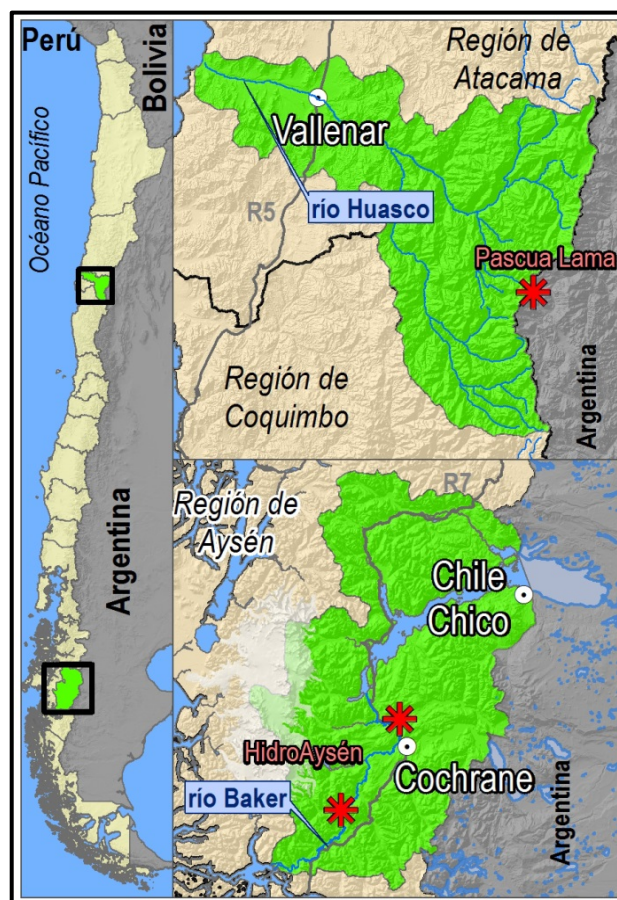 Perú
Bolivia
Océano Pacífico
Argentina
Región de
Atacama
Vallenar
río Huasco
R5
Pascua Lama
Región de
Coquimbo
Argentina
Región de
Aysén
R7
Chile
Chico
HidroAysén
Cochrane
río Baker
Argentina